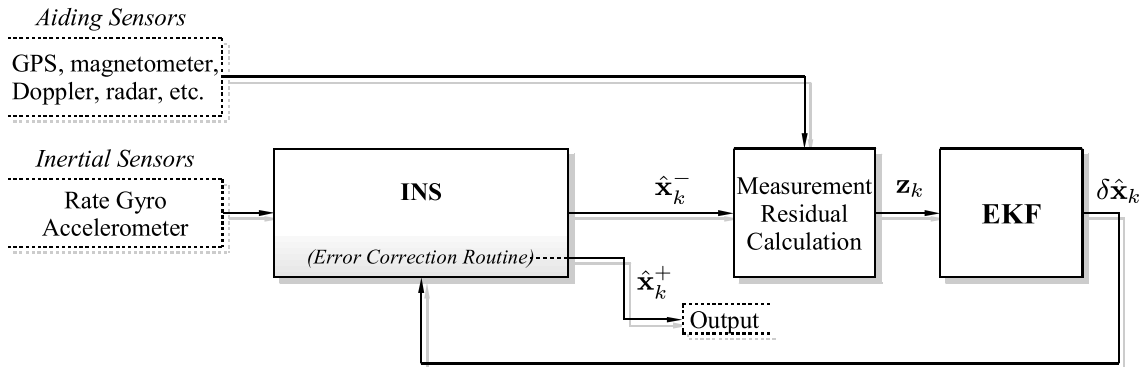 Aiding Sensors
GPS, magnetometer,
Doppler, radar, etc.
Inertial Sensors
Rate Gyro
Accelerometer
INS
(Error Correction Routine)
x̂ₖ⁻
x̂ₖ⁺
Output
Measurement
Residual
Calculation
zₖ
EKF
δx̂ₖ